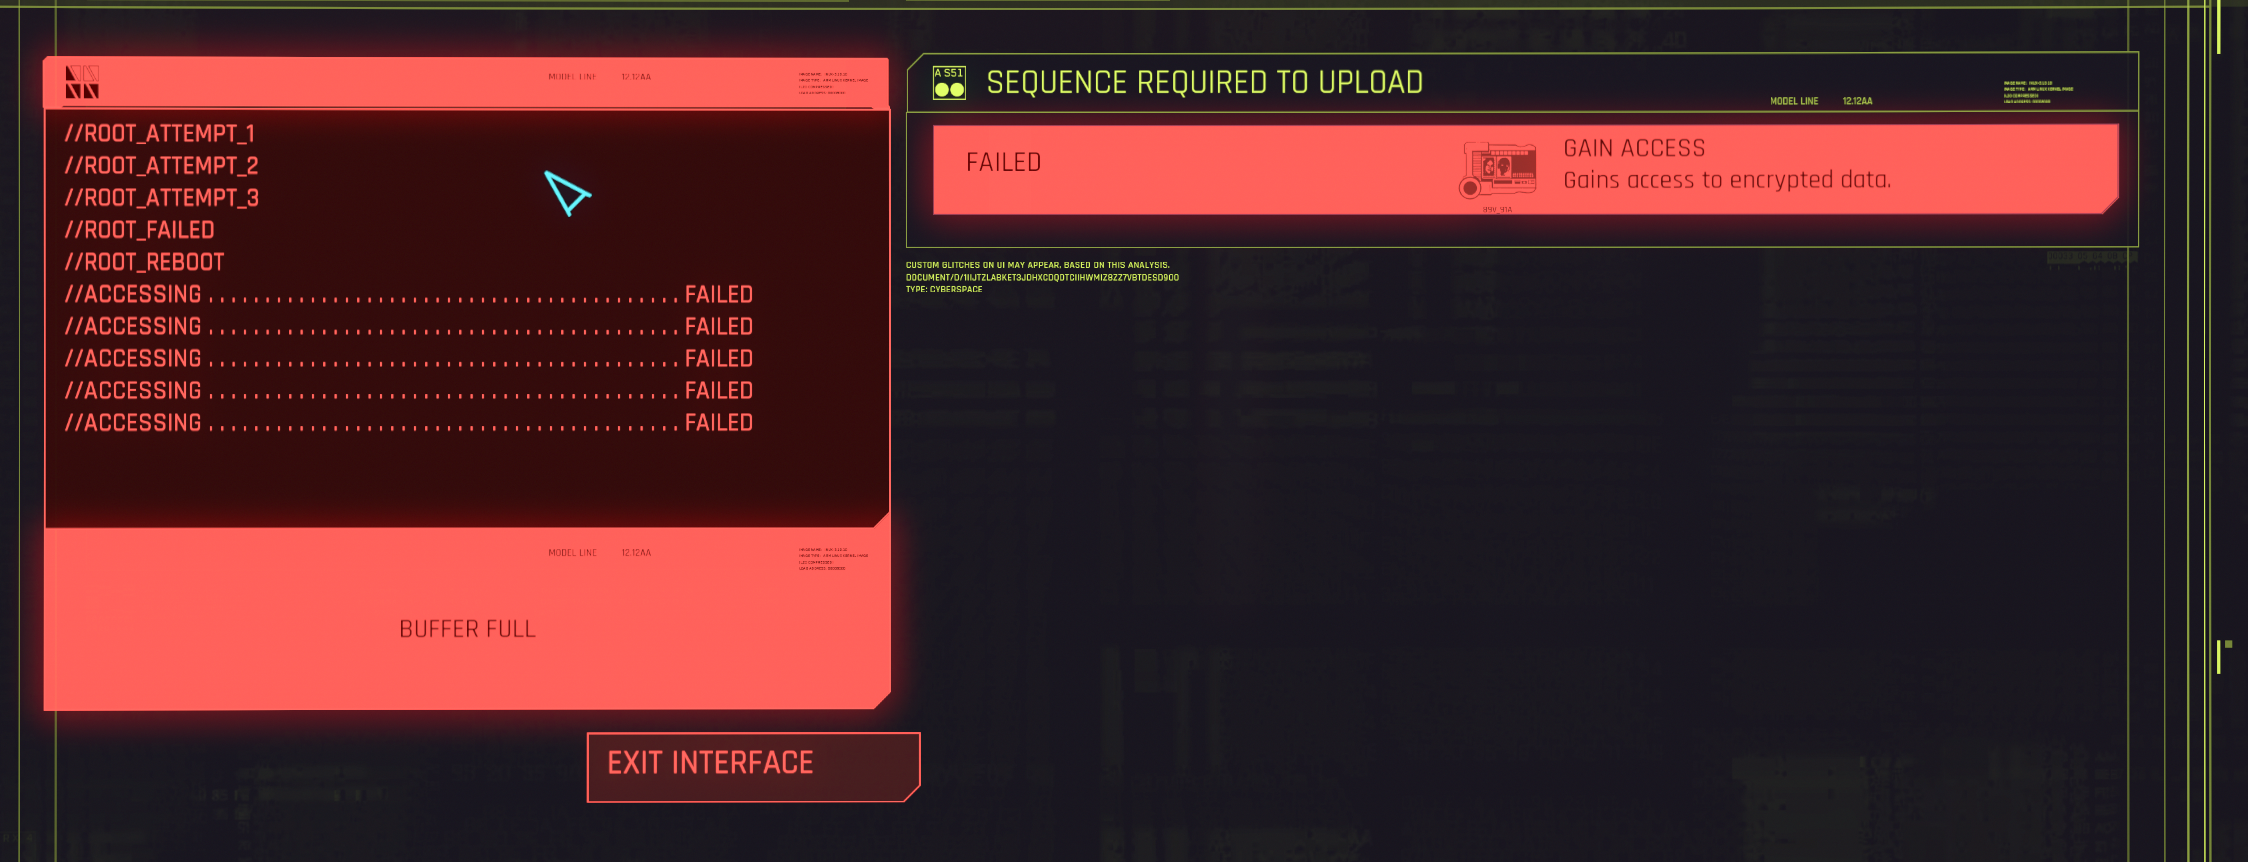 MODEL LINE 12.12AA
//ROOT_ATTEMPT_1
//ROOT_ATTEMPT_2
//ROOT_ATTEMPT_3
//ROOT_FAILED
//ROOT_REBOOT
//ACCESSING ......................................... FAILED
//ACCESSING ......................................... FAILED
//ACCESSING ......................................... FAILED
//ACCESSING ......................................... FAILED
//ACCESSING ......................................... FAILED
MODEL LINE 12.12AA
BUFFER FULL
EXIT INTERFACE
A S51
SEQUENCE REQUIRED TO UPLOAD
MODEL LINE 12.12AA
FAILED
GAIN ACCESS
Gains access to encrypted data.
CUSTOM GLITCHES ON UI MAY APPEAR, BASED ON THIS ANALYSIS.
TYPE: CYBERSPACE